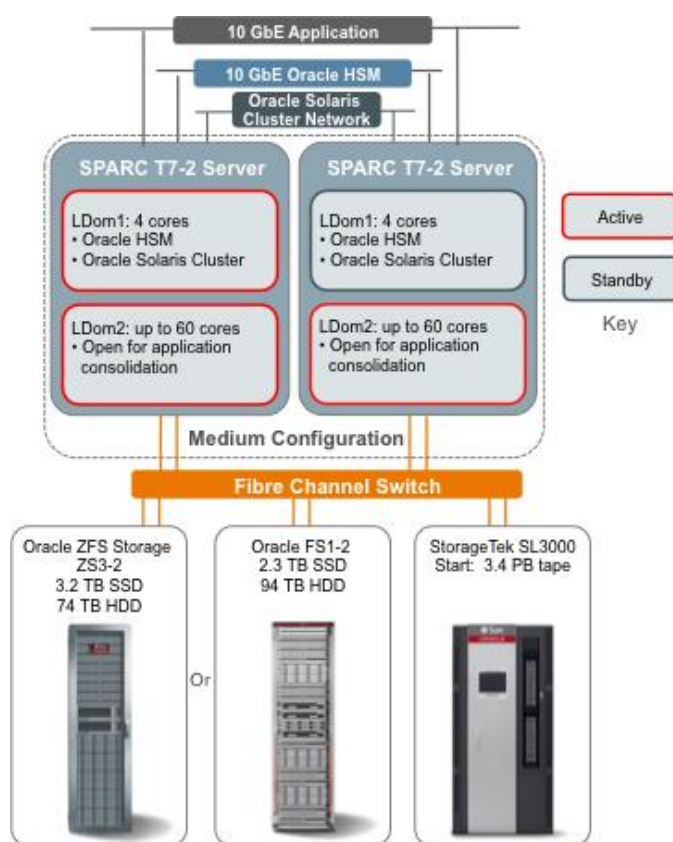 10 GbE Application
10 GbE Oracle HSM
Oracle Solaris
Cluster Network
SPARC T7-2 Server
LDom1: 4 cores
• Oracle HSM
• Oracle Solaris Cluster
LDom2: up to 60 cores
• Open for application
consolidation
SPARC T7-2 Server
LDom1: 4 cores
• Oracle HSM
• Oracle Solaris Cluster
LDom2: up to 60 cores
• Open for application
consolidation
Active
Standby
Key
Medium Configuration
Fibre Channel Switch
Oracle ZFS Storage
ZS3-2
3.2 TB SSD
74 TB HDD
Or
Oracle FS1-2
2.3 TB SSD
94 TB HDD
StorageTek SL3000
Start: 3.4 PB tape
Sun